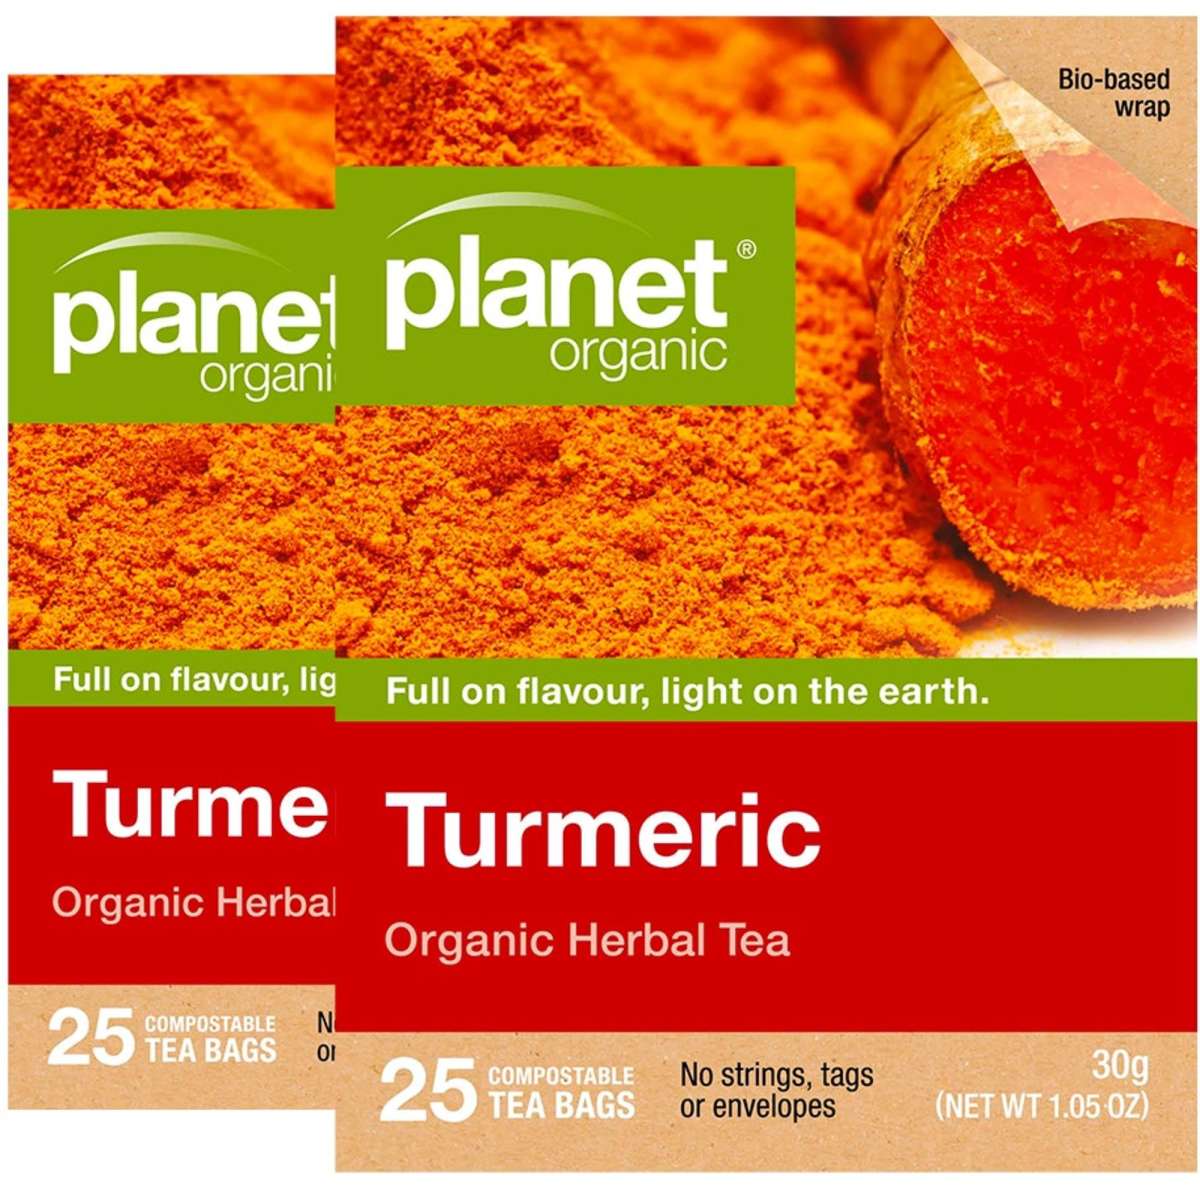 planet
organi
Full on flavour, lig
Turme
Organic Herbal
25 COMPOSTABLE
TEA BAGS
Bio-based
wrap
planet®
organic
Full on flavour, light on the earth.
Turmeric
Organic Herbal Tea
25 COMPOSTABLE
TEA BAGS
No strings, tags
or envelopes
30g
(NET WT 1.05 OZ)